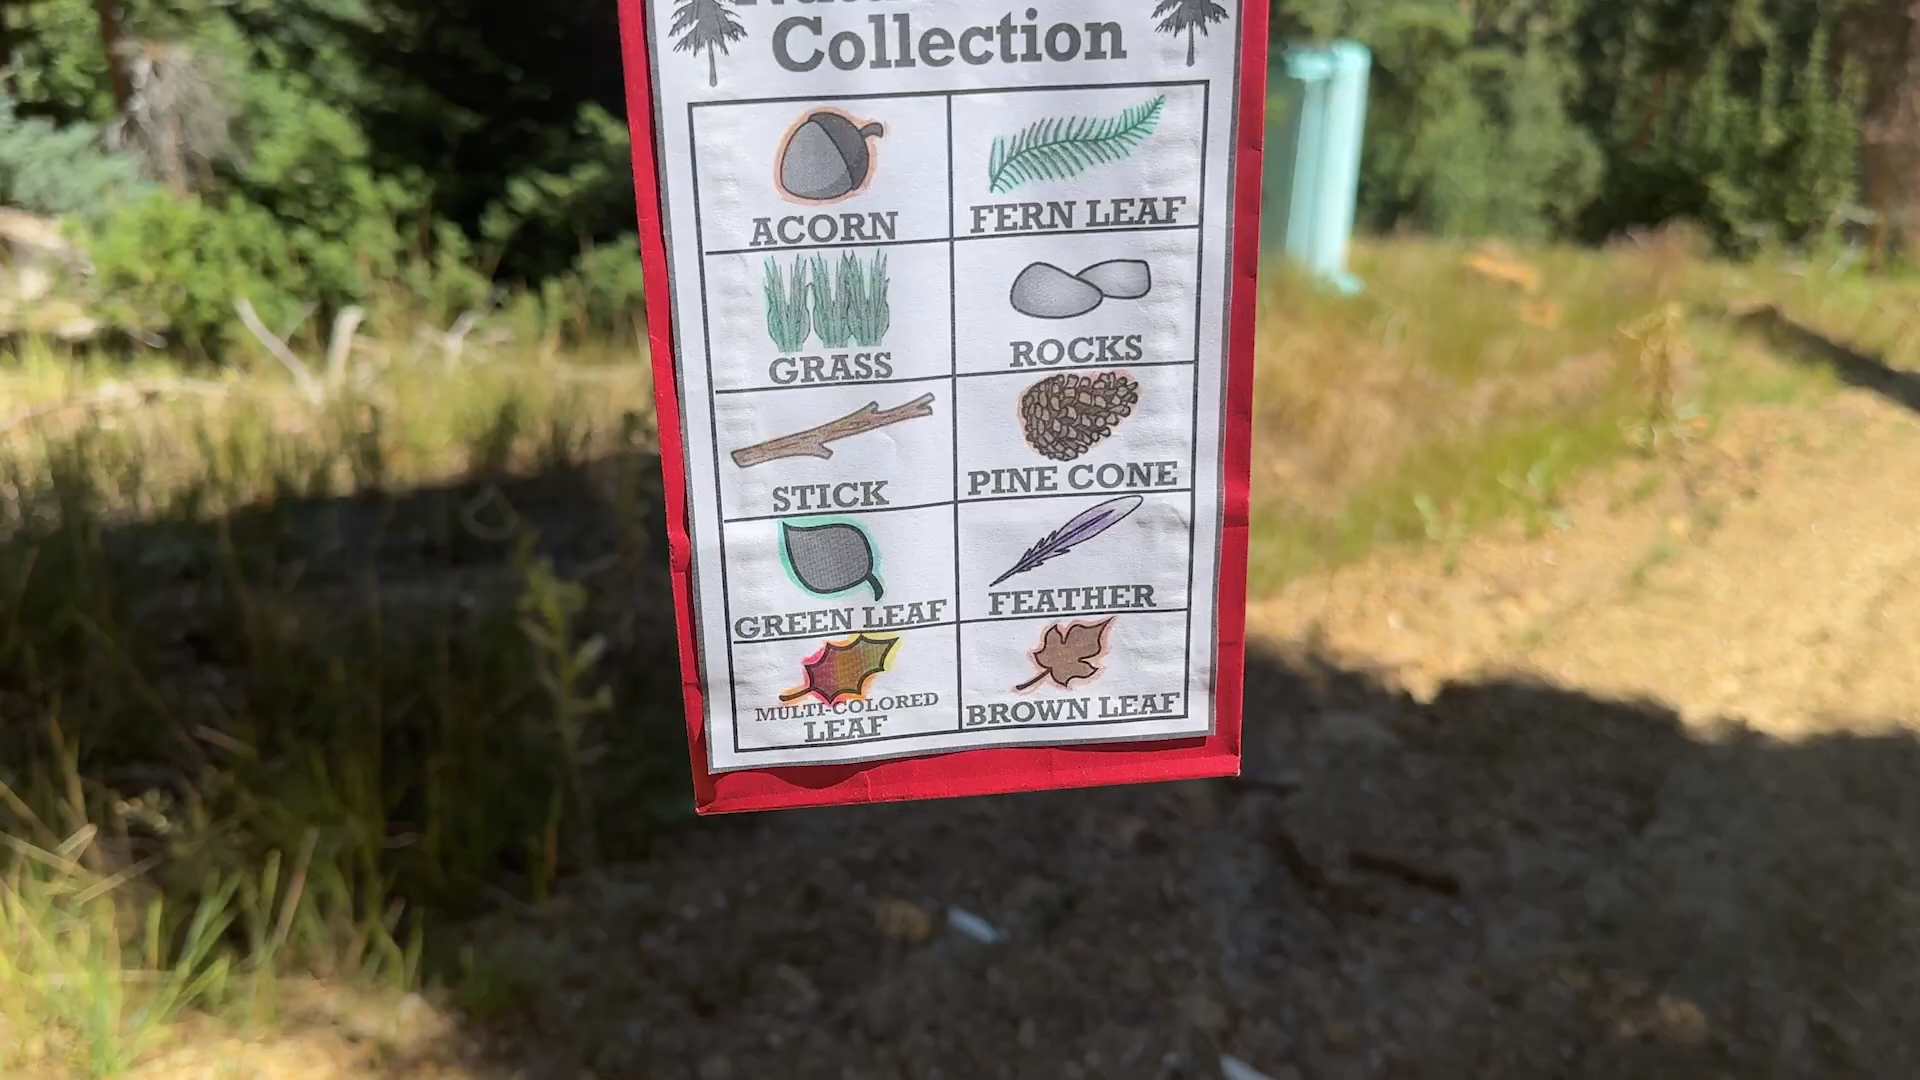 Collection
ACORN
FERN LEAF
GRASS
ROCKS
STICK
PINE CONE
GREEN LEAF
FEATHER
MULTI-COLORED
LEAF
BROWN LEAF